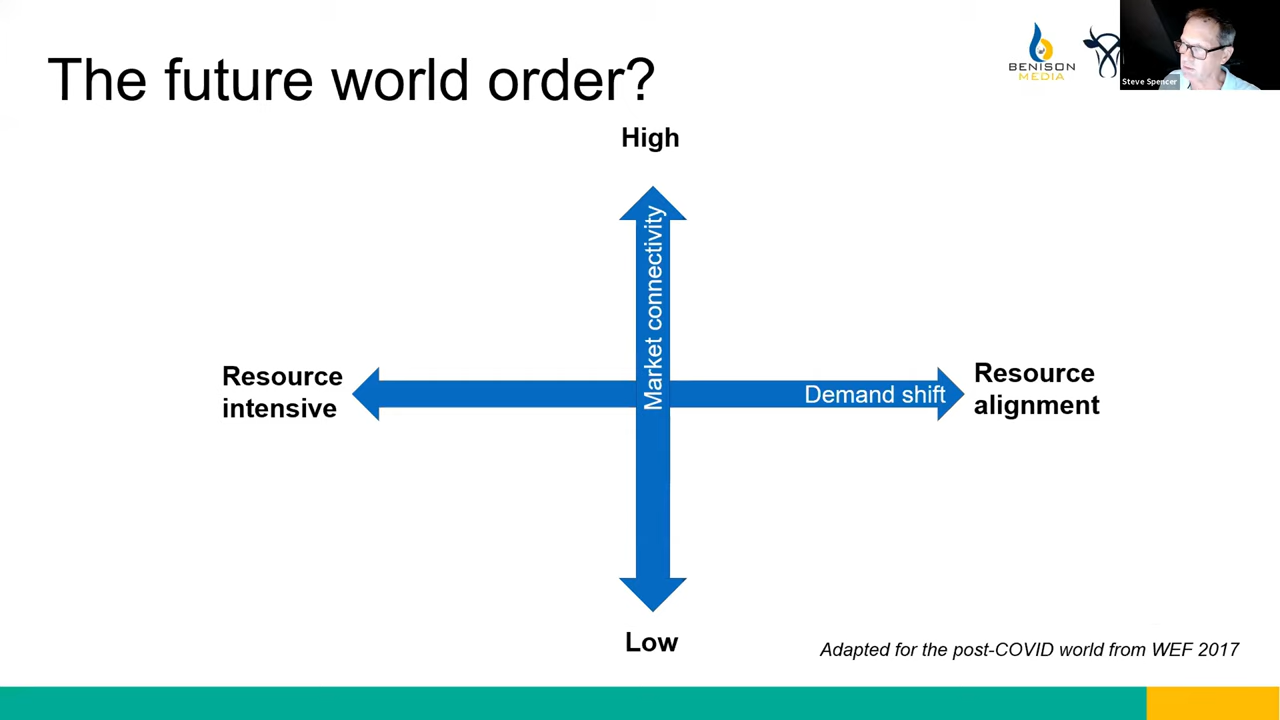 The future world order?
BENISON
MEDIA
Steve Spencer
High
Market connectivity
Resource
intensive
Demand shift
Resource
alignment
Low
Adapted for the post-COVID world from WEF 2017